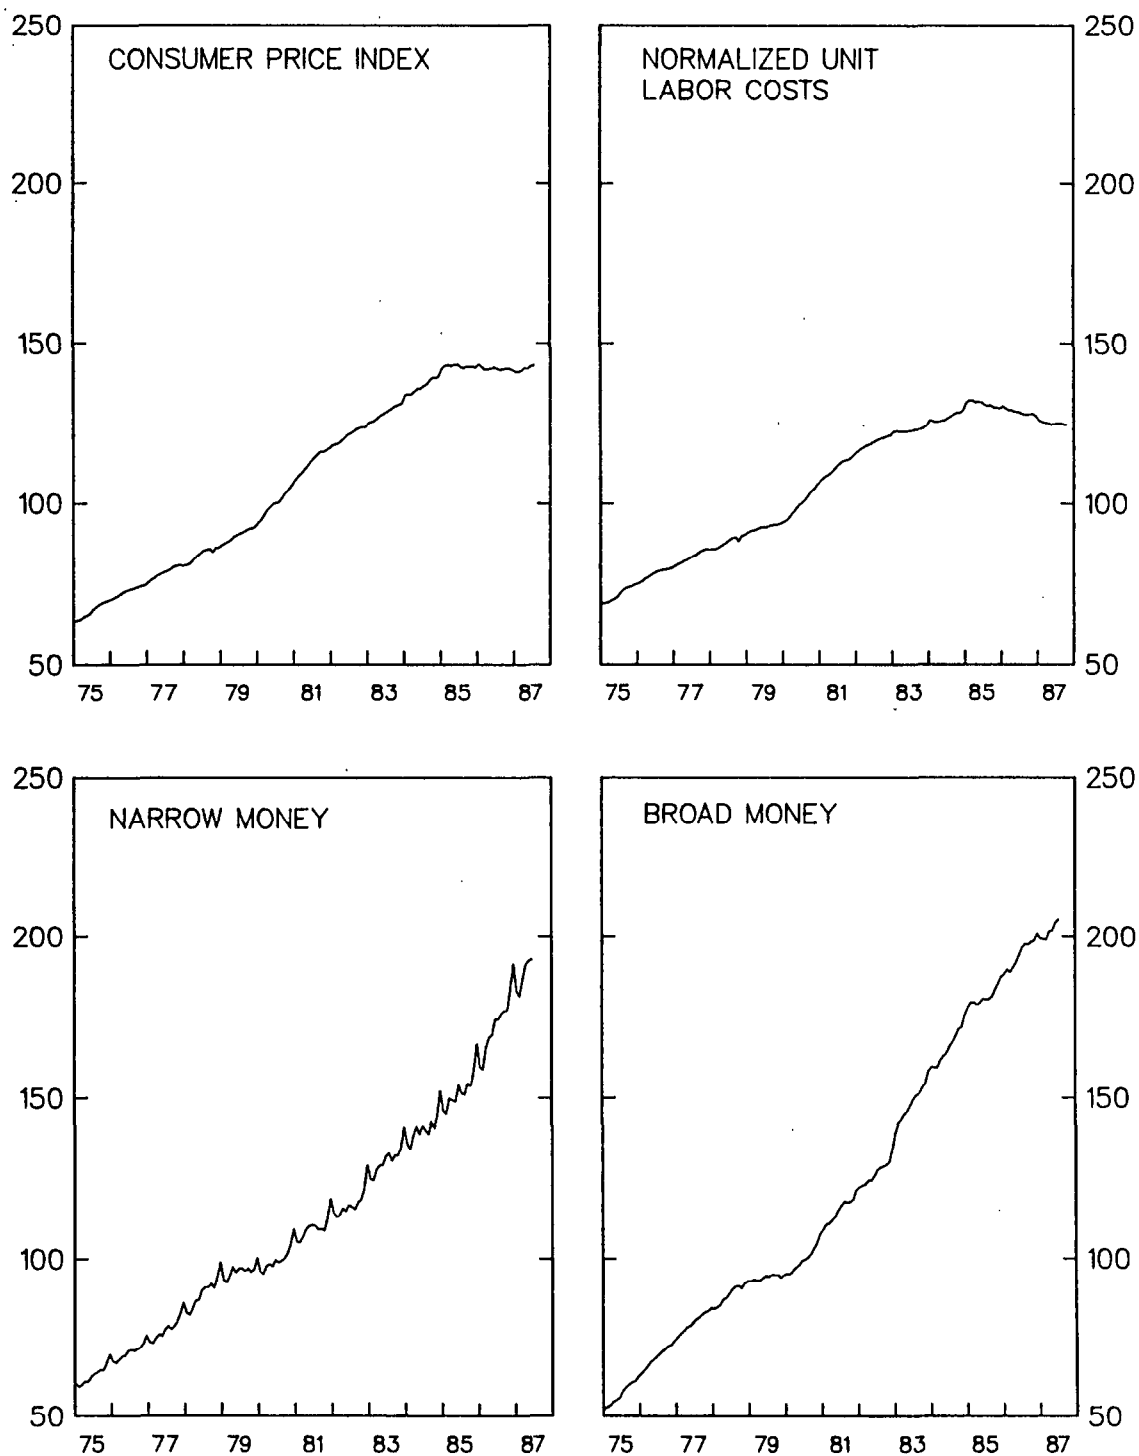 CONSUMER PRICE INDEX
250
200
150
100
50
75 77 79 81 83 85 87
NORMALIZED UNIT
LABOR COSTS
250
200
150
100
50
75 77 79 81 83 85 87
NARROW MONEY
250
200
150
100
50
75 77 79 81 83 85 87
BROAD MONEY
250
200
150
100
50
75 77 79 81 83 85 87